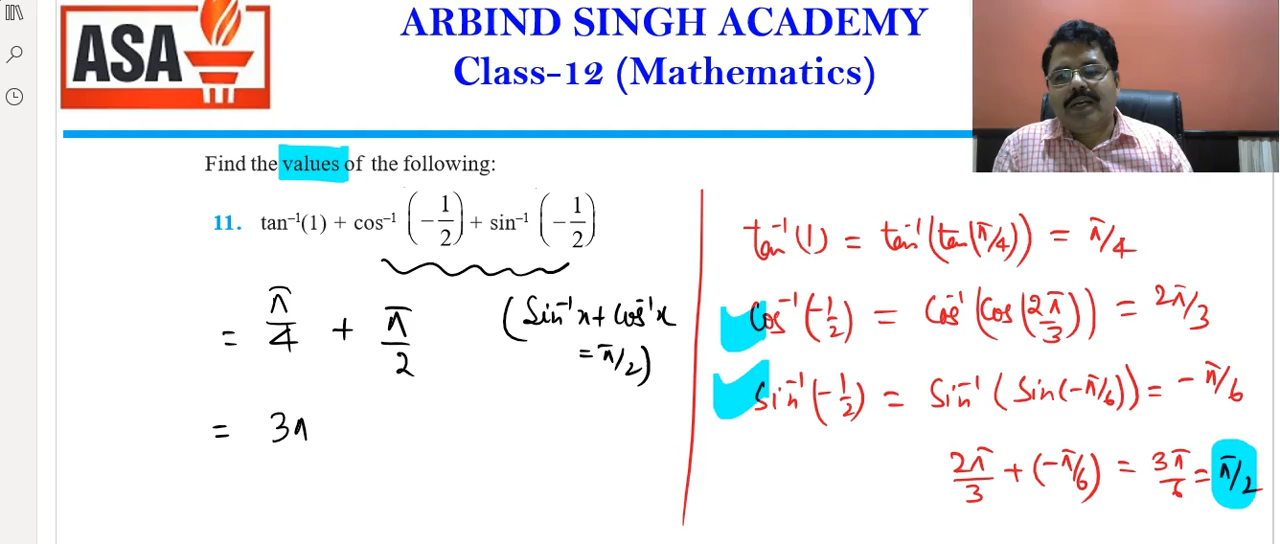 ASA
ARBIND SINGH ACADEMY
Class-12 (Mathematics)
Find the values of the following:
11. tan⁻¹(1) + cos⁻¹(−1/2) + sin⁻¹(−1/2)
= π/4 + π/2 (Sin⁻¹x + Cos⁻¹x
= π/2)
= 3π
tan⁻¹(1) = tan⁻¹(tan(π/4)) = π/4
Cos⁻¹(−1/2) = Cos⁻¹(Cos(2π/3)) = 2π/3
Sin⁻¹(−1/2) = Sin⁻¹(Sin(−π/6)) = −π/6
2π/3 + (−π/6) = 3π/6 = π/2